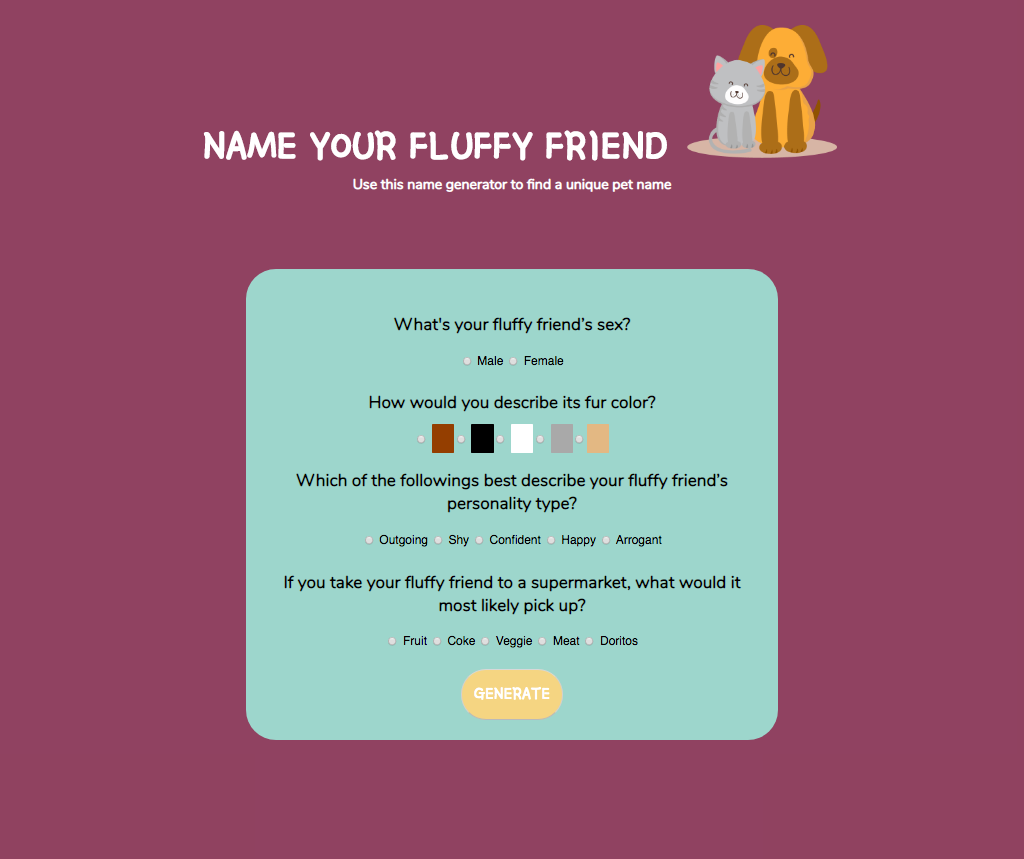 NAME YOUR FLUFFY FRIEND
Use this name generator to find a unique pet name
What's your fluffy friend’s sex?
Male Female
How would you describe its fur color?
Which of the followings best describe your fluffy friend’s
personality type?
Outgoing Shy Confident Happy Arrogant
If you take your fluffy friend to a supermarket, what would it
most likely pick up?
Fruit Coke Veggie Meat Doritos
GENERATE